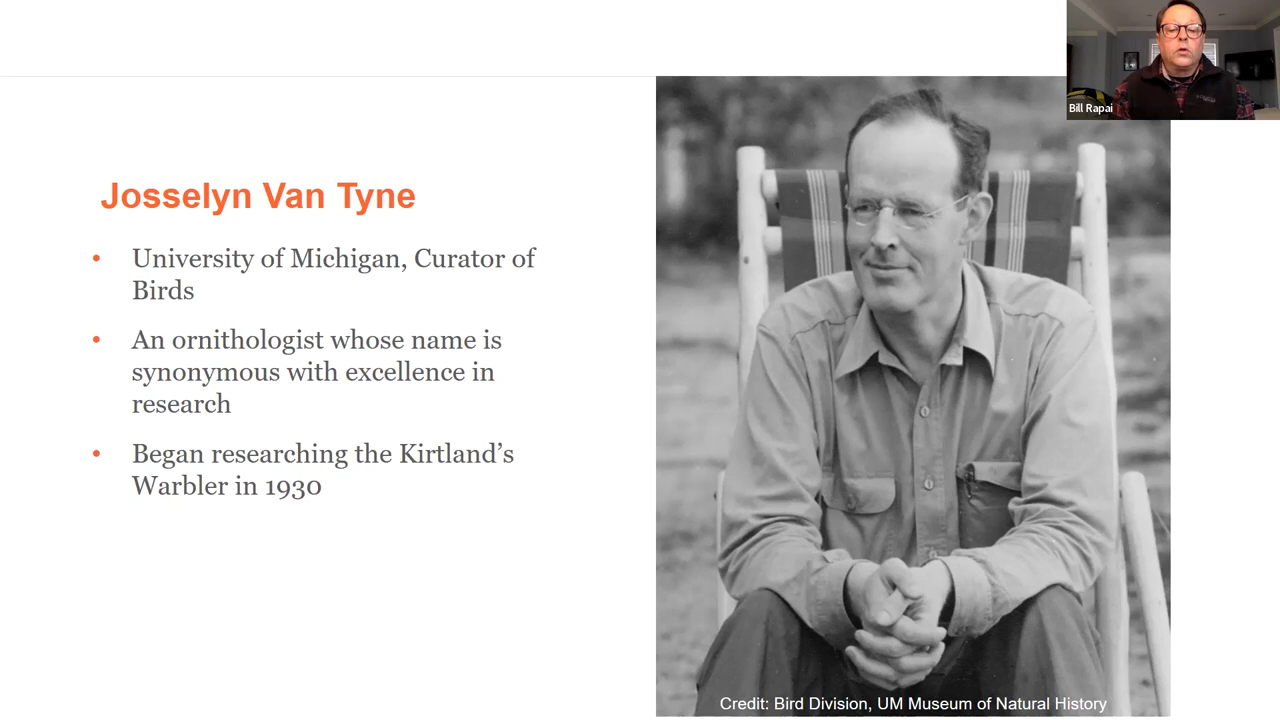 Bill Rapai
Josselyn Van Tyne
• University of Michigan, Curator of
Birds
• An ornithologist whose name is
synonymous with excellence in
research
• Began researching the Kirtland’s
Warbler in 1930
Credit: Bird Division, UM Museum of Natural History